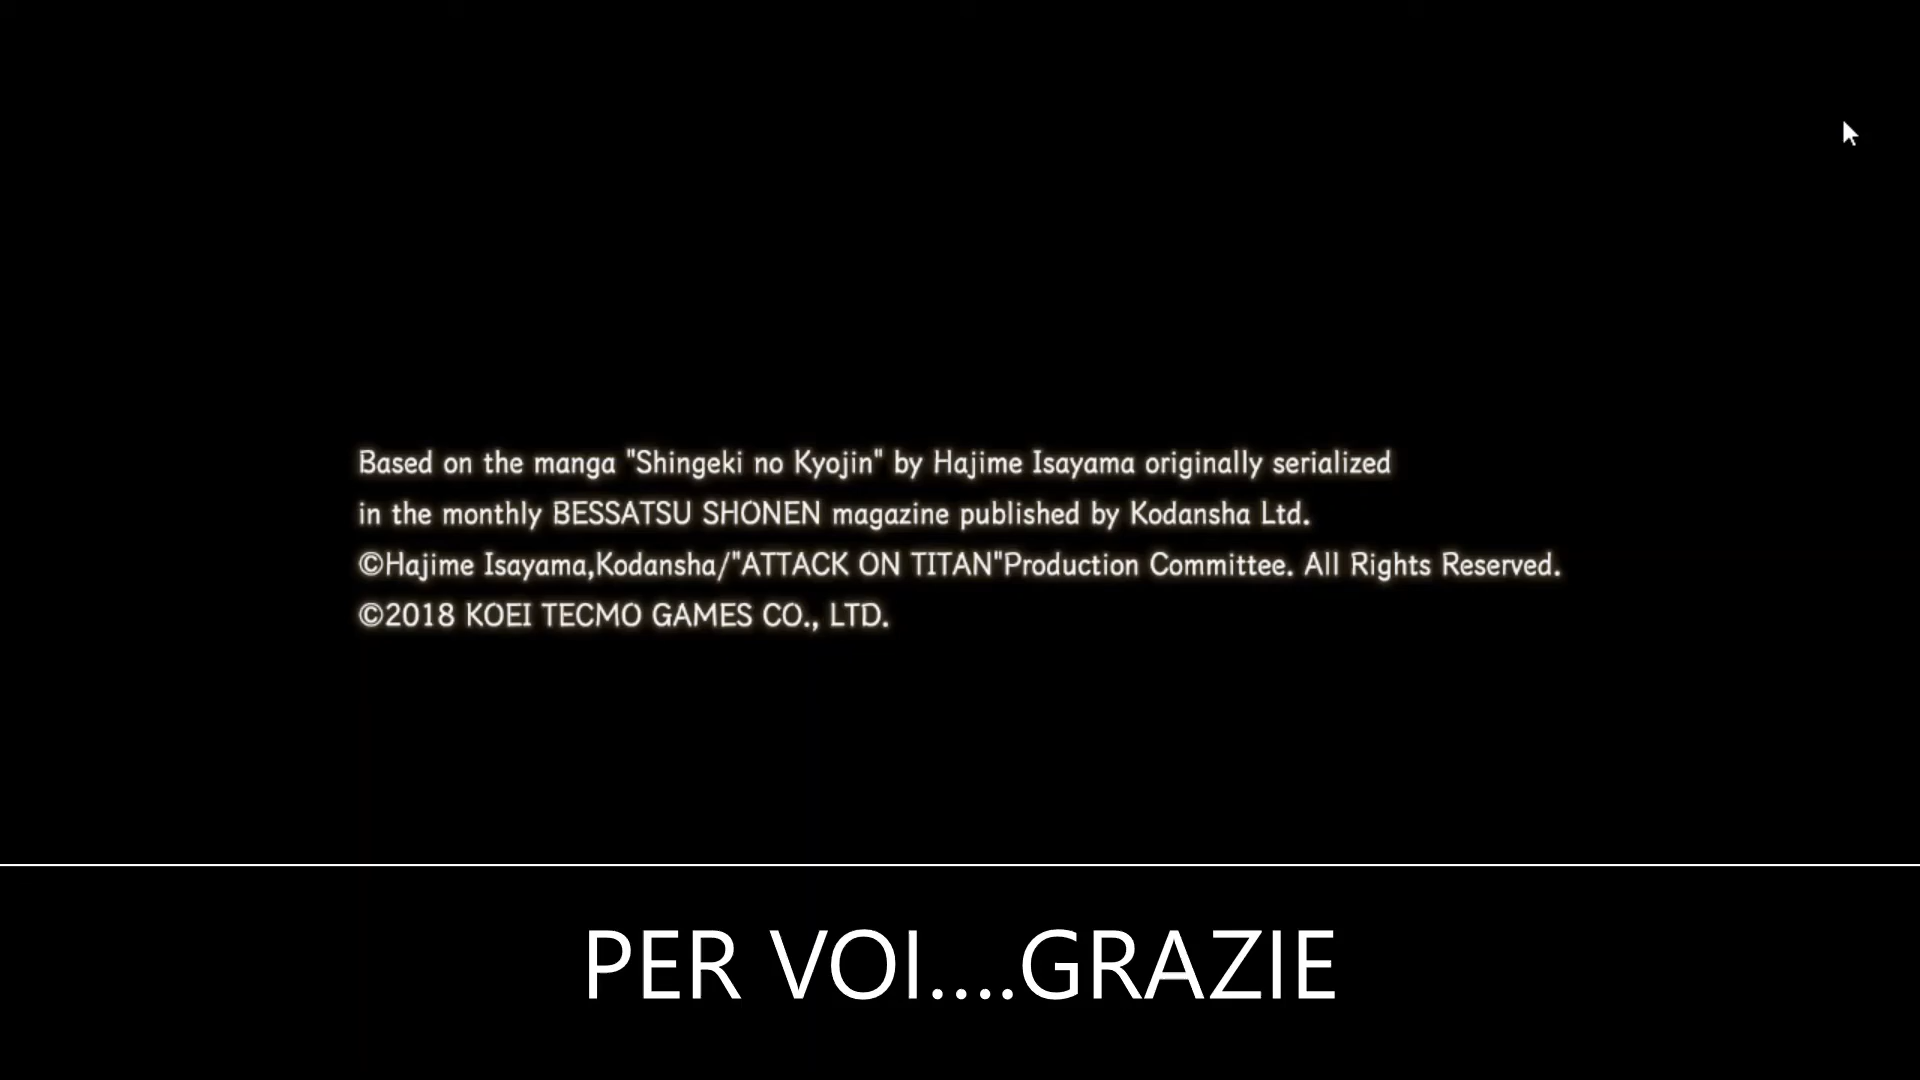 Based on the manga "Shingeki no Kyojin" by Hajime Isayama originally serialized
in the monthly BESSATSU SHONEN magazine published by Kodansha Ltd.
©Hajime Isayama,Kodansha/"ATTACK ON TITAN"Production Committee. All Rights Reserved.
©2018 KOEI TECMO GAMES CO., LTD.
PER VOI....GRAZIE